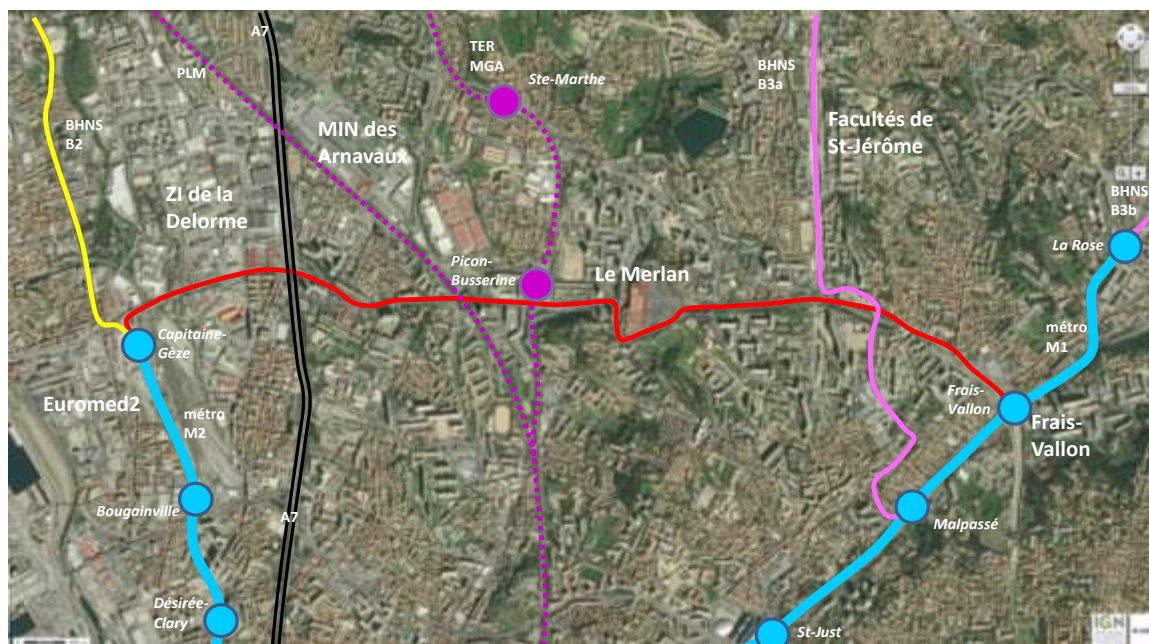 A7
TER
MGA
PLM
Ste-Marthe
BHNS
B3a
BHNS
B2
MIN des
Arnavaux
Facultés de
St-Jérôme
ZI de la
Delorme
BHNS
B3b
La Rose
Picon-
Busserine
Le Merlan
Capitaine-
Gèze
métro
M1
Euromed2
métro
M2
Frais-
Vallon
Frais-
Vallon
Bougainville
A7
Malpassé
Désirée-
Clary
St-Just
IGN